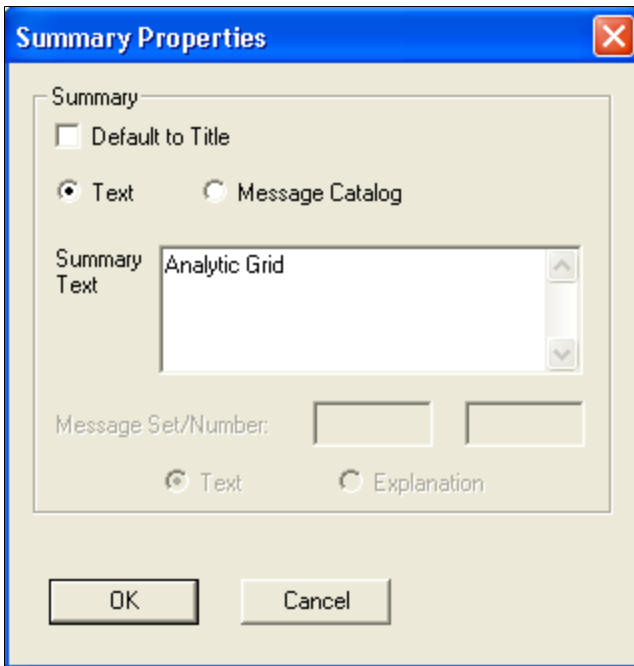 Summary Properties
Summary
Default to Title
Text Message Catalog
Summary Text
Analytic Grid
Message Set/Number:
Text Explanation
OK Cancel